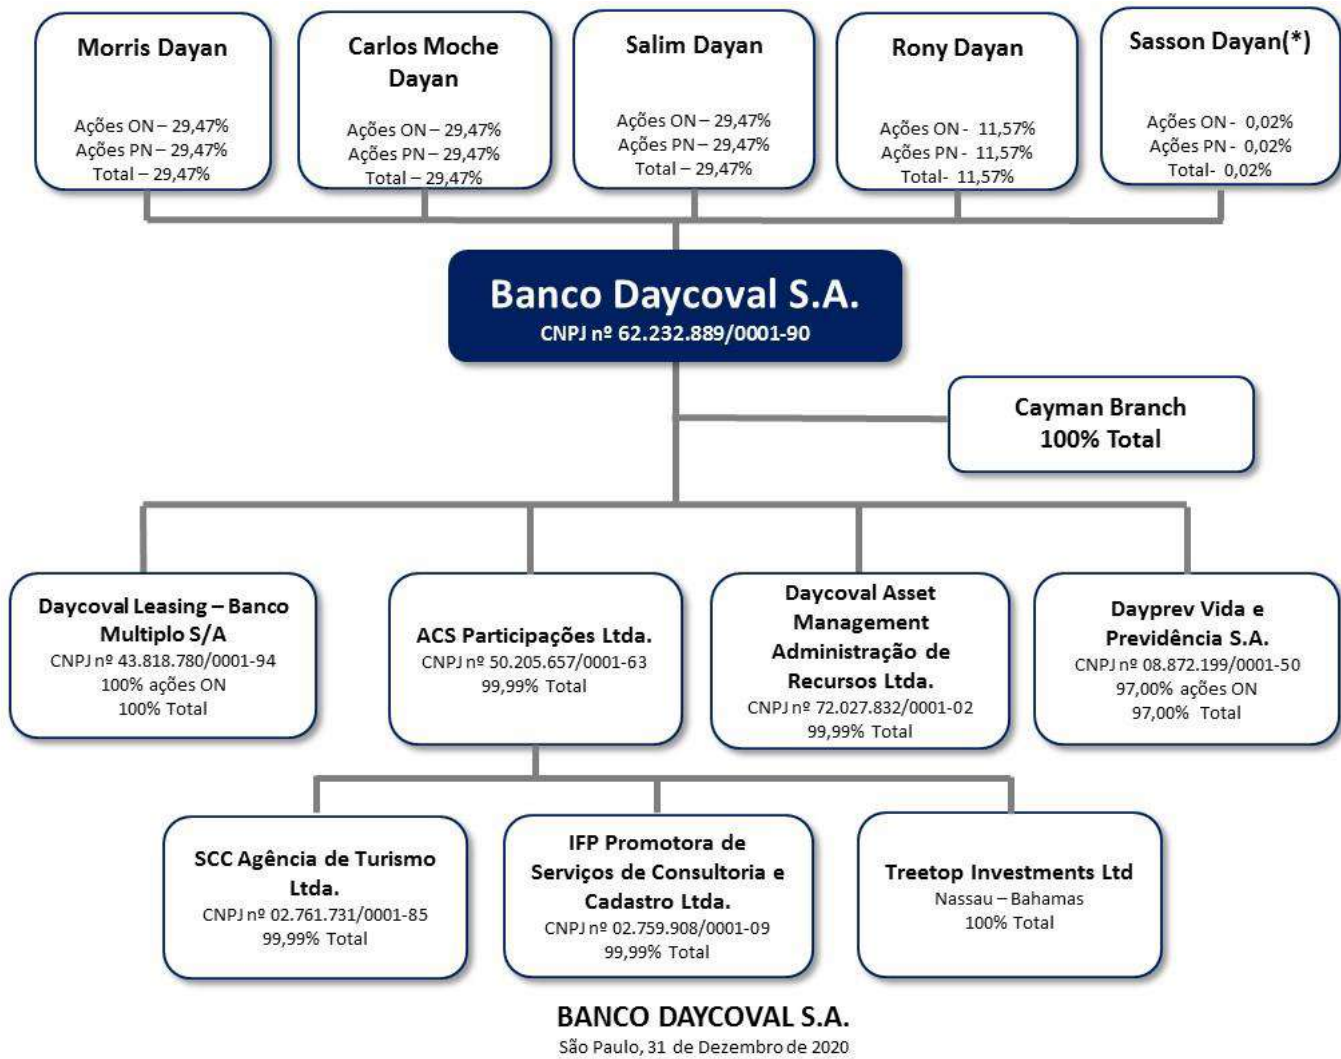 Morris Dayan
Ações ON – 29,47%
Ações PN – 29,47%
Total – 29,47%
Carlos Moche
Dayan
Ações ON – 29,47%
Ações PN – 29,47%
Total – 29,47%
Salim Dayan
Ações ON – 29,47%
Ações PN – 29,47%
Total – 29,47%
Rony Dayan
Ações ON - 11,57%
Ações PN - 11,57%
Total- 11,57%
Sasson Dayan(*)
Ações ON - 0,02%
Ações PN - 0,02%
Total- 0,02%
Banco Daycoval S.A.
CNPJ nº 62.232.889/0001-90
Cayman Branch
100% Total
Daycoval Leasing – Banco
Multiplo S/A
CNPJ nº 43.818.780/0001-94
100% ações ON
100% Total
ACS Participações Ltda.
CNPJ nº 50.205.657/0001-63
99,99% Total
Daycoval Asset
Management
Administração de
Recursos Ltda.
CNPJ nº 72.027.832/0001-02
99,99% Total
Dayprev Vida e
Previdência S.A.
CNPJ nº 08.872.199/0001-50
97,00% ações ON
97,00% Total
SCC Agência de Turismo
Ltda.
CNPJ nº 02.761.731/0001-85
99,99% Total
IFP Promotora de
Serviços de Consultoria e
Cadastro Ltda.
CNPJ nº 02.759.908/0001-09
99,99% Total
Treetop Investments Ltd
Nassau – Bahamas
100% Total
BANCO DAYCOVAL S.A.
São Paulo, 31 de Dezembro de 2020